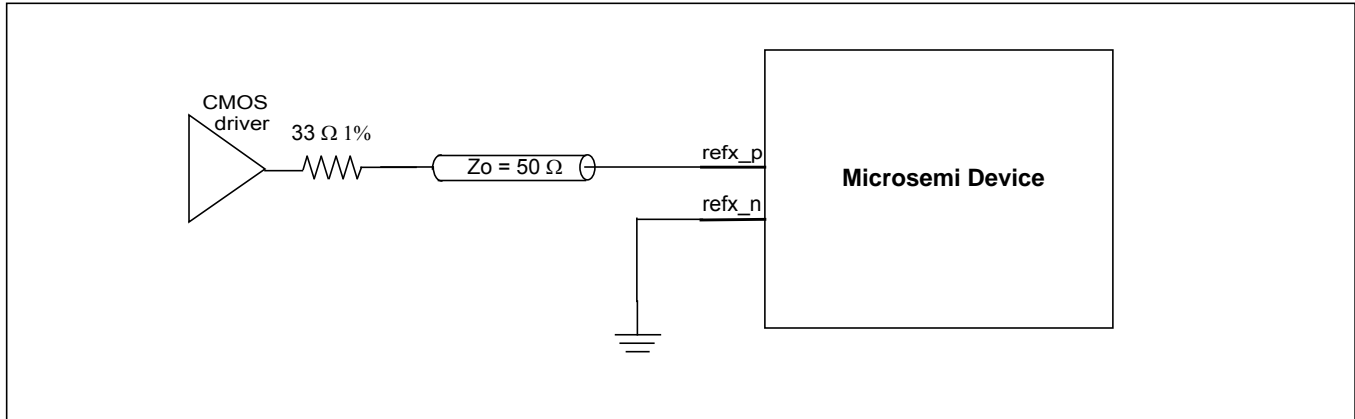 CMOS
driver
33 Ω 1%
Zo = 50 Ω
refx_p
refx_n
Microsemi Device